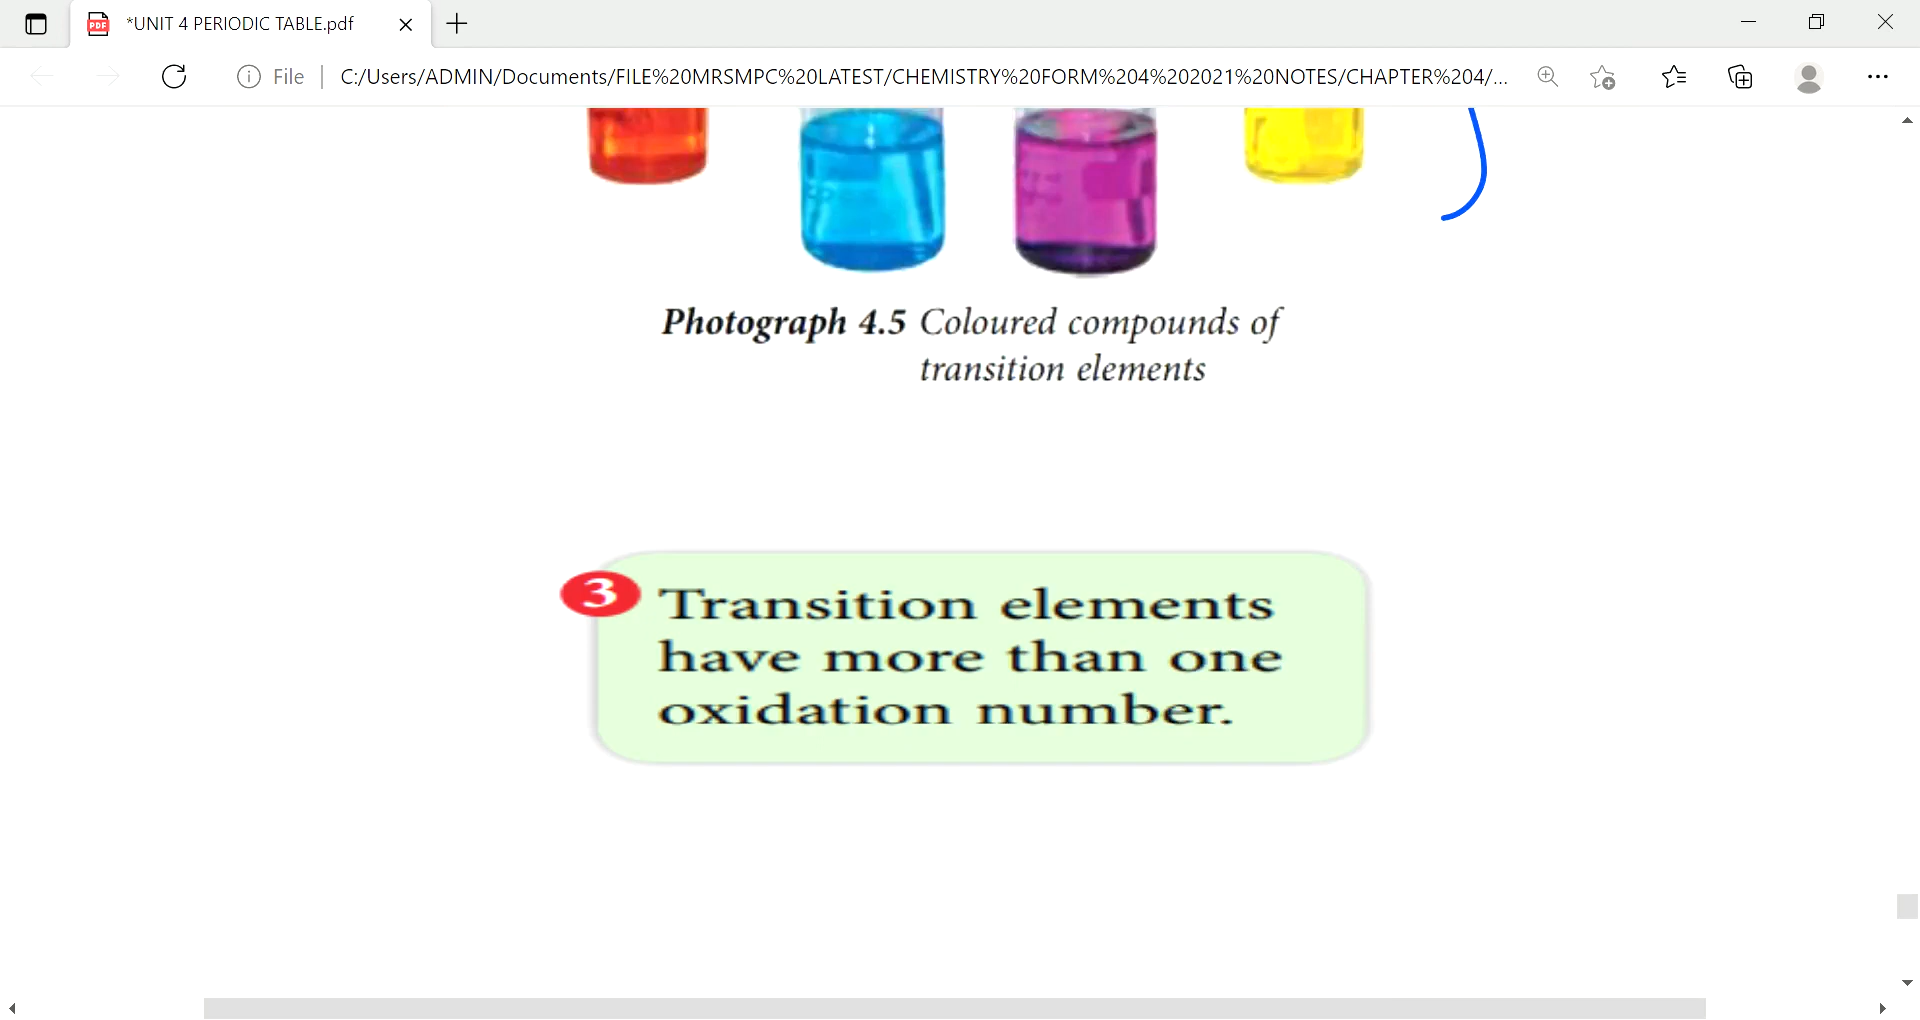 *UNIT 4 PERIODIC TABLE.pdf
File
C:/Users/ADMIN/Documents/FILE%20MRSMPC%20LATEST/CHEMISTRY%20FORM%204%202021%20NOTES/CHAPTER%204/...
Photograph 4.5 Coloured compounds of
transition elements
3 Transition elements
have more than one
oxidation number.